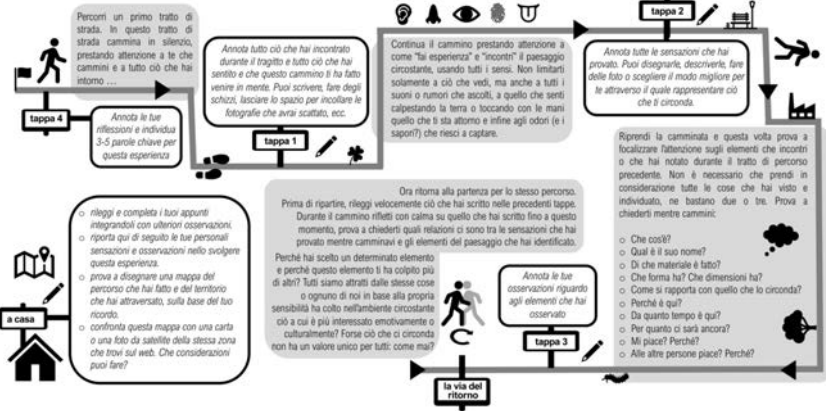 Percorri un primo tratto di
strada. In questo tratto di
strada cammina in silenzio,
prestando attenzione a te che
cammini e a tutto ciò che hai
intorno ...
Annota tutto ciò che hai incontrato
durante il tragitto e tutto ciò che hai
sentito e che questo cammino ti ha fatto
venire in mente. Puoi scrivere, fare degli
schizzi, lasciare lo spazio per incollare le
fotografie che avrai scattato, ecc.
tappa 1
Continua il cammino prestando attenzione a
come "fai esperienza" e "incontri" il paesaggio
circostante, usando tutti i sensi. Non limitarti
solamente a ciò che vedi, ma anche a tutti i
suoni o rumori che ascolti, a quello che senti
calpestando la terra o toccando con le mani
quello che ti sta attorno e infine agli odori (e i
sapori?) che riesci a captare.
tappa 2
Annota tutte le sensazioni che hai
provato. Puoi disegnarle, descriverle, fare
delle foto o scegliere il modo migliore per
te attraverso il quale rappresentare ciò
che ti circonda.
Riprendi la camminata e questa volta prova a
focalizzare l'attenzione sugli elementi che incontri
o che hai notato durante il tratto di percorso
precedente. Non è necessario che prendi in
considerazione tutte le cose che hai visto e
individuato, ne bastano due o tre. Prova a
chiederti mentre cammini:
o Che cos'è?
o Qual è il suo nome?
o Di che materiale è fatto?
o Che forma ha? Che dimensioni ha?
o Come si rapporta con quello che lo circonda?
o Perché è qui?
o Da quanto tempo è qui?
o Per quanto ci sarà ancora?
o Mi piace? Perché?
o Alle altre persone piace? Perché?
Annota le tue
osservazioni riguardo
agli elementi che hai
osservato
tappa 3
la via del
ritorno
Ora ritorna alla partenza per lo stesso percorso.
Prima di ripartire, rileggi velocemente ciò che hai scritto nelle precedenti tappe.
Durante il cammino rifletti con calma su quello che hai scritto fino a questo
momento, prova a chiederti quali relazioni ci sono tra le sensazioni che hai
provato mentre camminavi e gli elementi del paesaggio che hai identificato.
Perché hai scelto un determinato elemento
e perché questo elemento ti ha colpito più
di altri? Tutti siamo attratti dalle stesse cose
o ognuno di noi in base alla propria
sensibilità ha colto nell'ambiente circostante
ciò a cui è più interessato emotivamente o
culturalmente? Forse ciò che ci circonda
non ha un valore unico per tutti: come mai?
tappa 4
Annota le tue
riflessioni e individua
3-5 parole chiave per
questa esperienza
a casa
o rileggi e completa i tuoi appunti
integrandoli con ulteriori osservazioni.
o riporta qui di seguito le tue personali
sensazioni e osservazioni nello svolgere
questa esperienza.
o prova a disegnare una mappa del
percorso che hai fatto e del territorio
che hai attraversato, sulla base del tuo
ricordo.
o confronta questa mappa con una carta
o una foto da satellite della stessa zona
che trovi sul web. Che considerazioni
puoi fare?